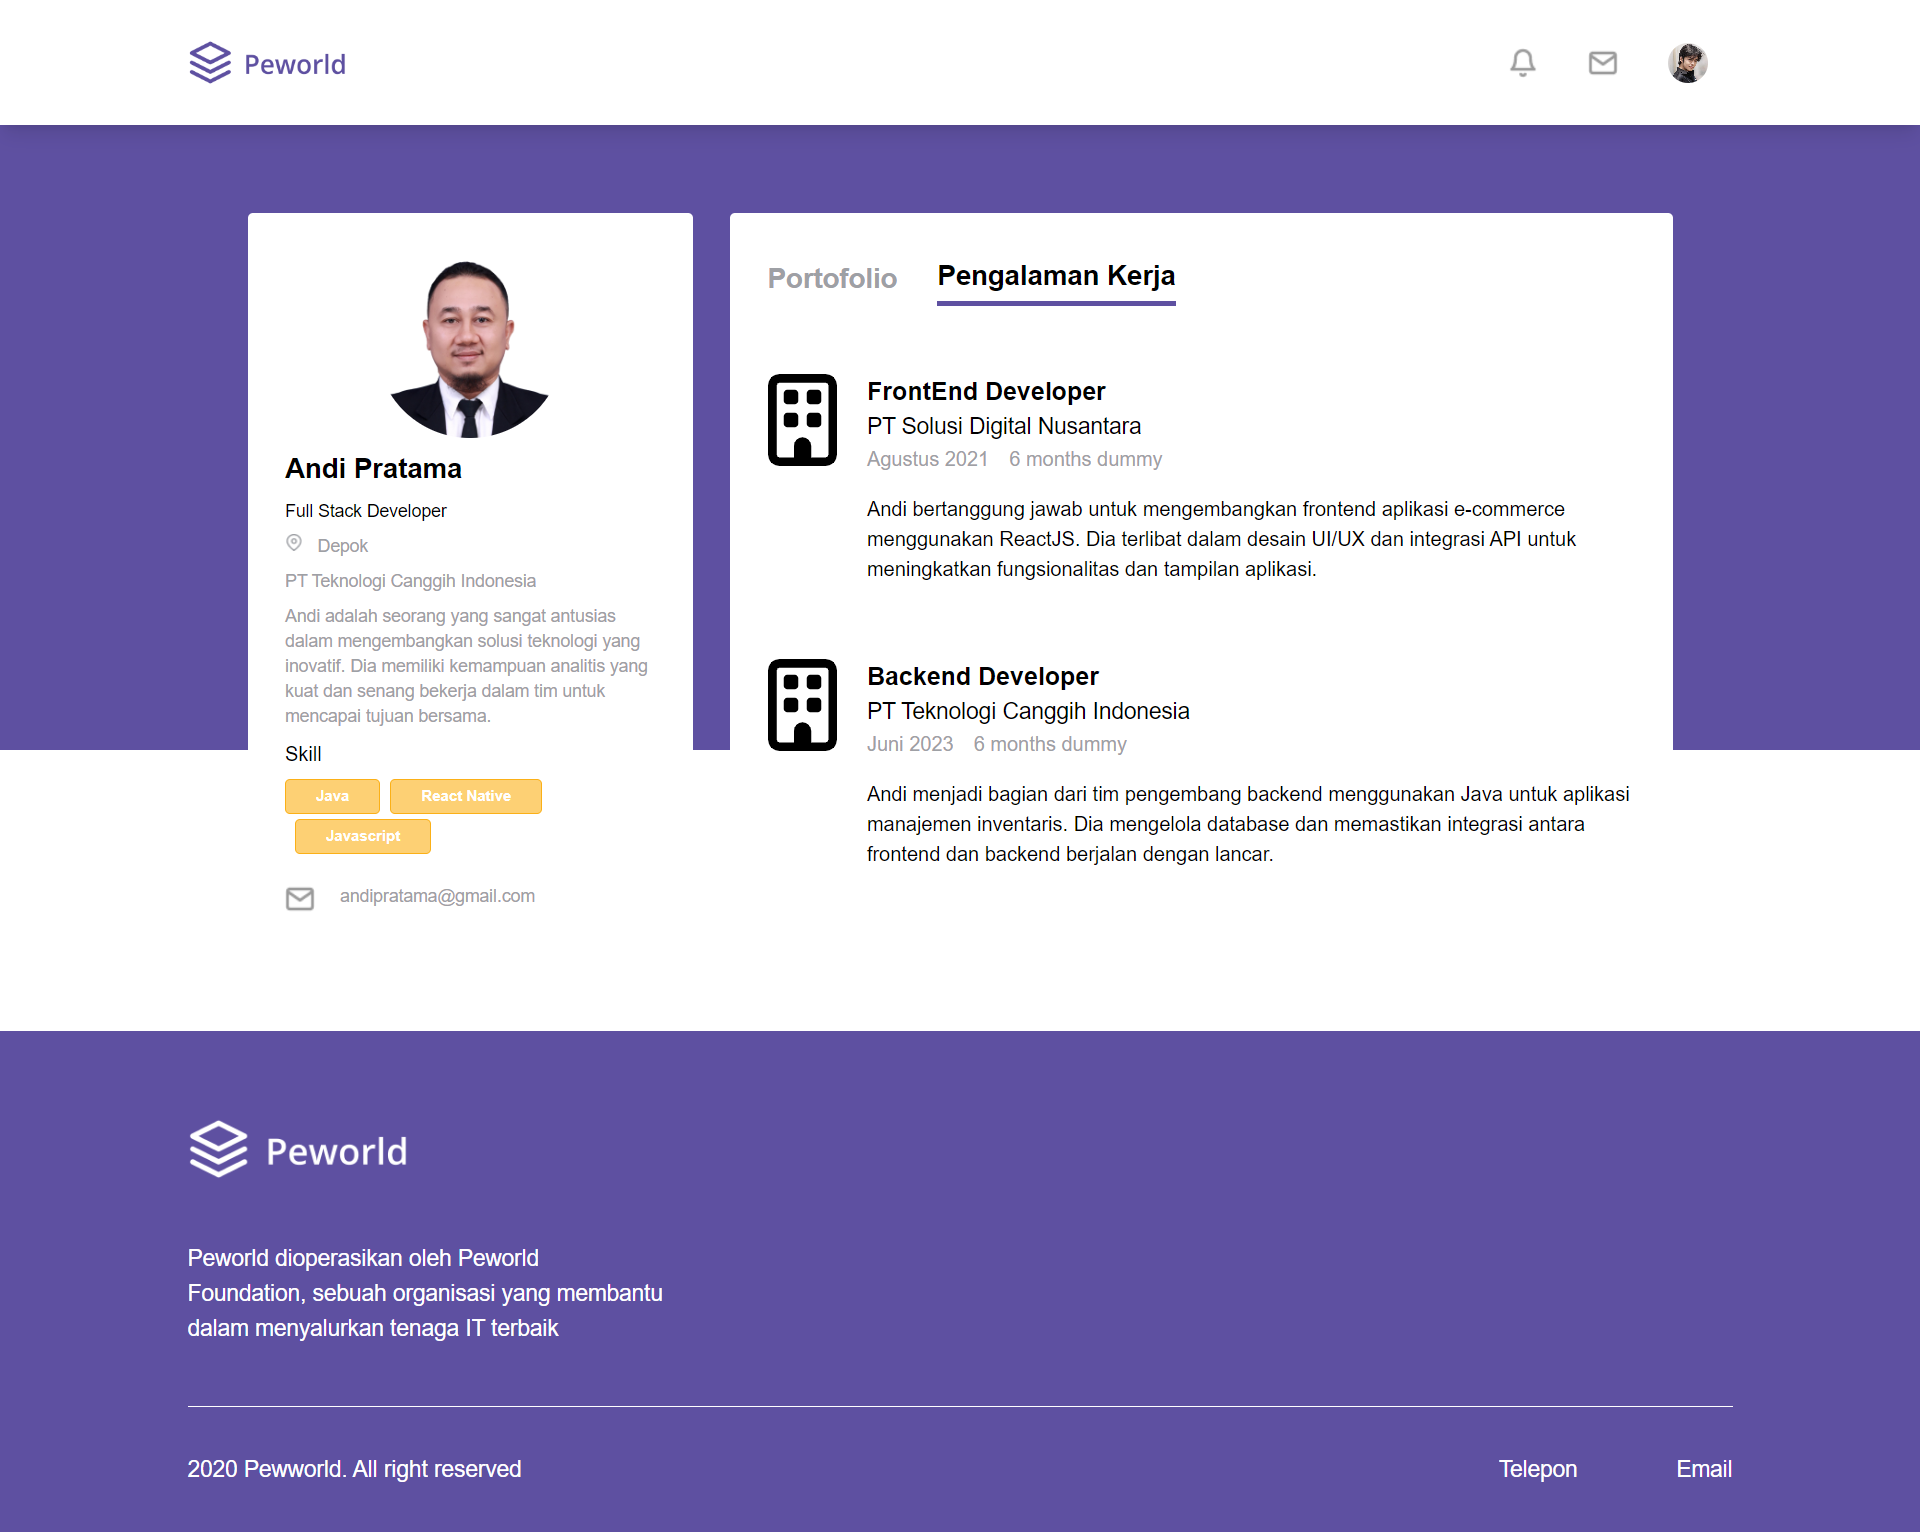 Peworld
Andi Pratama
Full Stack Developer
Depok
PT Teknologi Canggih Indonesia
Andi adalah seorang yang sangat antusias
dalam mengembangkan solusi teknologi yang
inovatif. Dia memiliki kemampuan analitis yang
kuat dan senang bekerja dalam tim untuk
mencapai tujuan bersama.
Skill
Java React Native
Javascript
andipratama@gmail.com
Portofolio Pengalaman Kerja
FrontEnd Developer
PT Solusi Digital Nusantara
Agustus 2021 6 months dummy
Andi bertanggung jawab untuk mengembangkan frontend aplikasi e-commerce
menggunakan ReactJS. Dia terlibat dalam desain UI/UX dan integrasi API untuk
meningkatkan fungsionalitas dan tampilan aplikasi.
Backend Developer
PT Teknologi Canggih Indonesia
Juni 2023 6 months dummy
Andi menjadi bagian dari tim pengembang backend menggunakan Java untuk aplikasi
manajemen inventaris. Dia mengelola database dan memastikan integrasi antara
frontend dan backend berjalan dengan lancar.
Peworld
Peworld dioperasikan oleh Peworld
Foundation, sebuah organisasi yang membantu
dalam menyalurkan tenaga IT terbaik
2020 Pewworld. All right reserved
Telepon Email